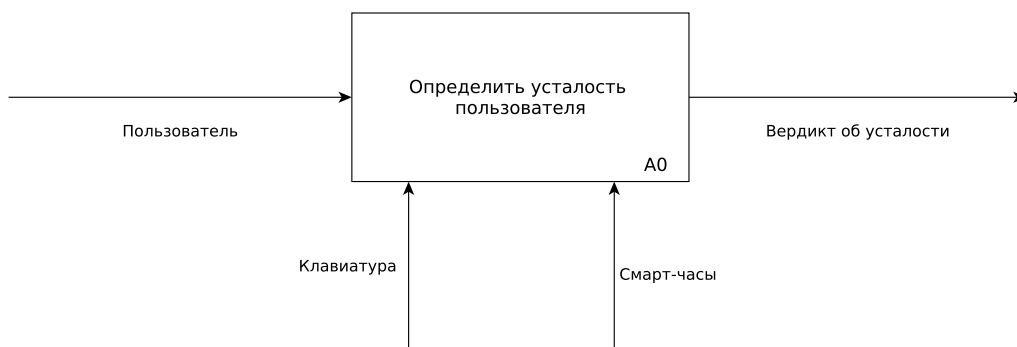 Определить усталость
пользователя
A0
Пользователь
Вердикт об усталости
Клавиатура
Смарт-часы